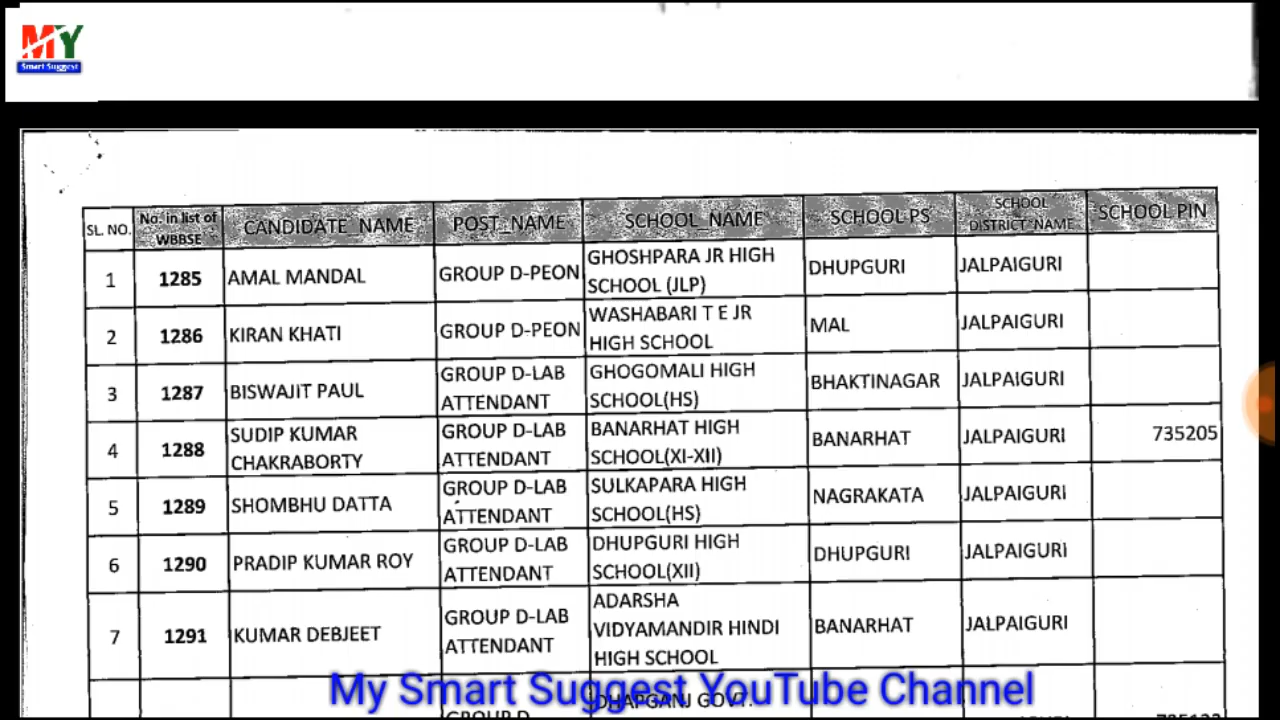 MY
Smart Suggest
SL. NO. No. in list of WBBSE CANDIDATE_NAME POST_NAME SCHOOL_NAME SCHOOL PS SCHOOL DISTRICT_NAME SCHOOL PIN
1 1285 AMAL MANDAL GROUP D-PEON GHOSHPARA JR HIGH SCHOOL (JLP) DHUPGURI JALPAIGURI
2 1286 KIRAN KHATI GROUP D-PEON WASHABARI T E JR HIGH SCHOOL MAL JALPAIGURI
3 1287 BISWAJIT PAUL GROUP D-LAB ATTENDANT GHOGOMALI HIGH SCHOOL(HS) BHAKTINAGAR JALPAIGURI
4 1288 SUDIP KUMAR CHAKRABORTY GROUP D-LAB ATTENDANT BANARHAT HIGH SCHOOL(XI-XII) BANARHAT JALPAIGURI 735205
5 1289 SHOMBHU DATTA GROUP D-LAB ATTENDANT SULKAPARA HIGH SCHOOL(HS) NAGRAKATA JALPAIGURI
6 1290 PRADIP KUMAR ROY GROUP D-LAB ATTENDANT DHUPGURI HIGH SCHOOL(XII) DHUPGURI JALPAIGURI
7 1291 KUMAR DEBJEET GROUP D-LAB ATTENDANT ADARSHA VIDYAMANDIR HINDI HIGH SCHOOL BANARHAT JALPAIGURI
GROUP D- DHAPGANJ GOVT.
My Smart Suggest YouTube Channel